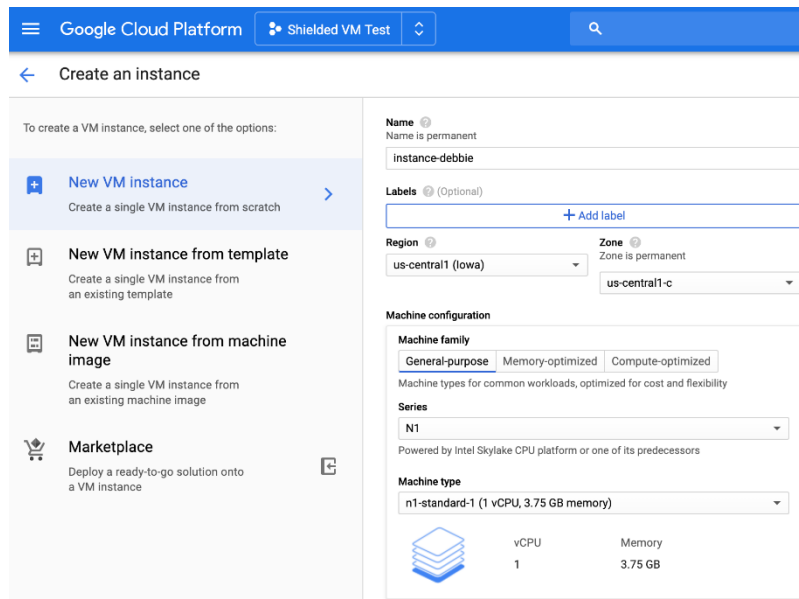 Google Cloud Platform
Shielded VM Test
Create an instance
To create a VM instance, select one of the options:
New VM instance
Create a single VM instance from scratch
New VM instance from template
Create a single VM instance from
an existing template
New VM instance from machine
image
Create a single VM instance from
an existing machine image
Marketplace
Deploy a ready-to-go solution onto
a VM instance
Name
Name is permanent
instance-debbie
Labels (Optional)
Add label
Region
us-central1 (Iowa)
Zone
Zone is permanent
us-central1-c
Machine configuration
Machine family
General-purpose Memory-optimized Compute-optimized
Machine types for common workloads, optimized for cost and flexibility
Series
N1
Powered by Intel Skylake CPU platform or one of its predecessors
Machine type
n1-standard-1 (1 vCPU, 3.75 GB memory)
vCPU Memory
1 3.75 GB